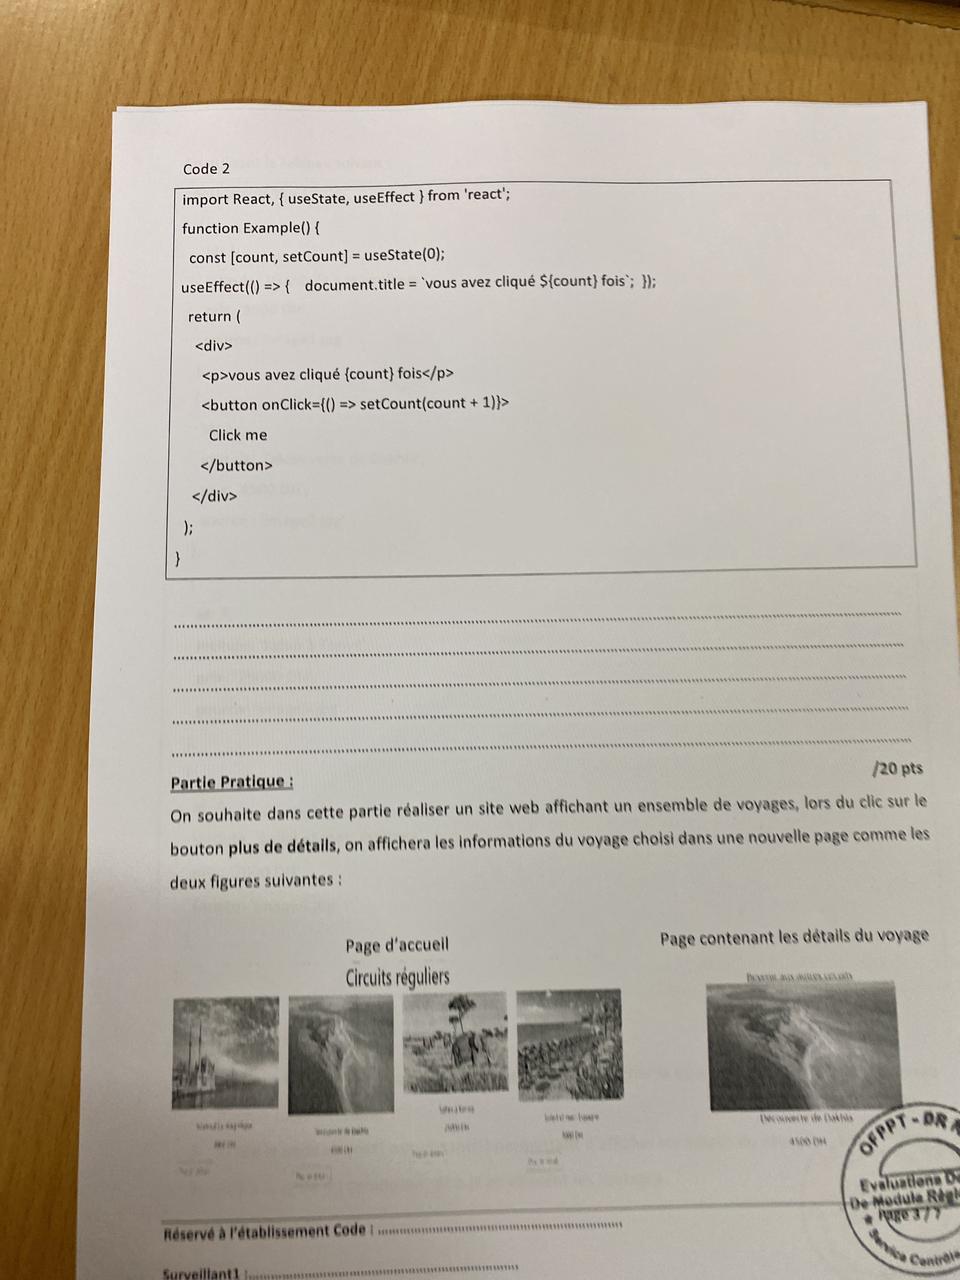 Code 2
import React, { useState, useEffect } from 'react';
function Example() {
const [count, setCount] = useState(0);
useEffect(() => { document.title = `vous avez cliqué ${count} fois`; });
return (
<div>
<p>vous avez cliqué {count} fois</p>
<button onClick={() => setCount(count + 1)}>
Click me
</button>
</div>
);
}
Partie Pratique :
/20 pts
On souhaite dans cette partie réaliser un site web affichant un ensemble de voyages, lors du clic sur le
bouton plus de détails, on affichera les informations du voyage choisi dans une nouvelle page comme les
deux figures suivantes :
Page d'accueil
Page contenant les détails du voyage
Circuits réguliers
Découverte de Dakhla
4500 DH
OFPPT - DR
Evaluations
De Module
Page 3 / 7
Service
Réservé à l'établissement Code :
Surveillant1 :